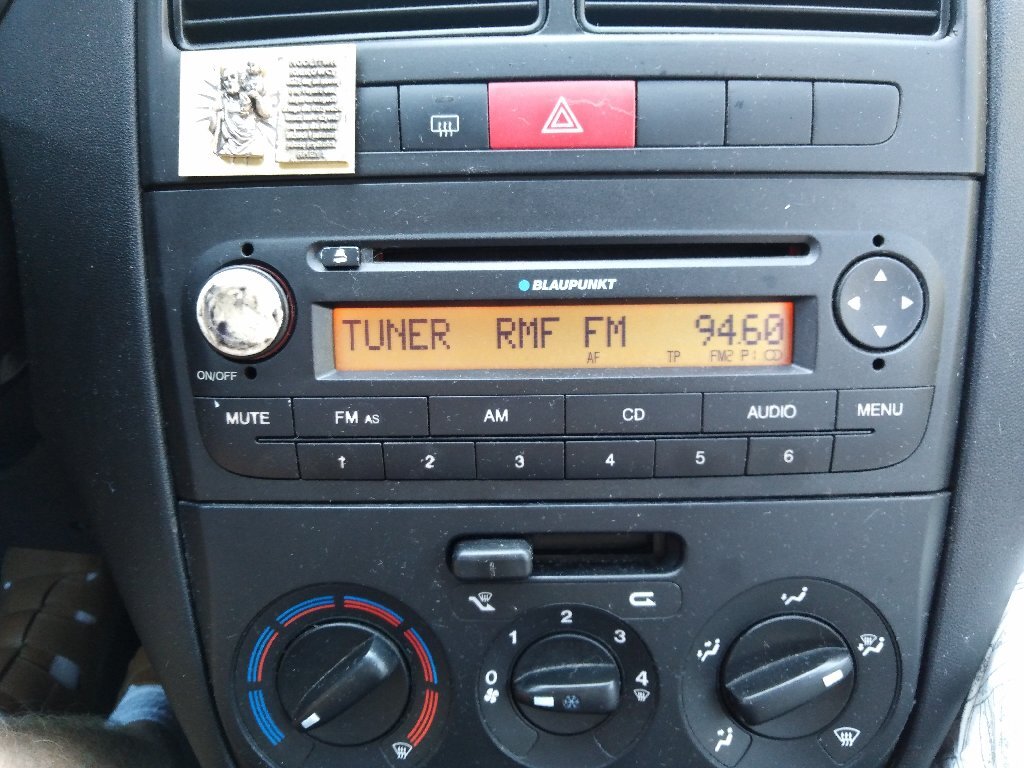 BLAUPUNKT
TUNER RMF FM 94.60
AF TP FM2 P1 CD
ON/OFF
MUTE FM AS AM CD AUDIO MENU
1 2 3 4 5 6
0 1 2 3 4